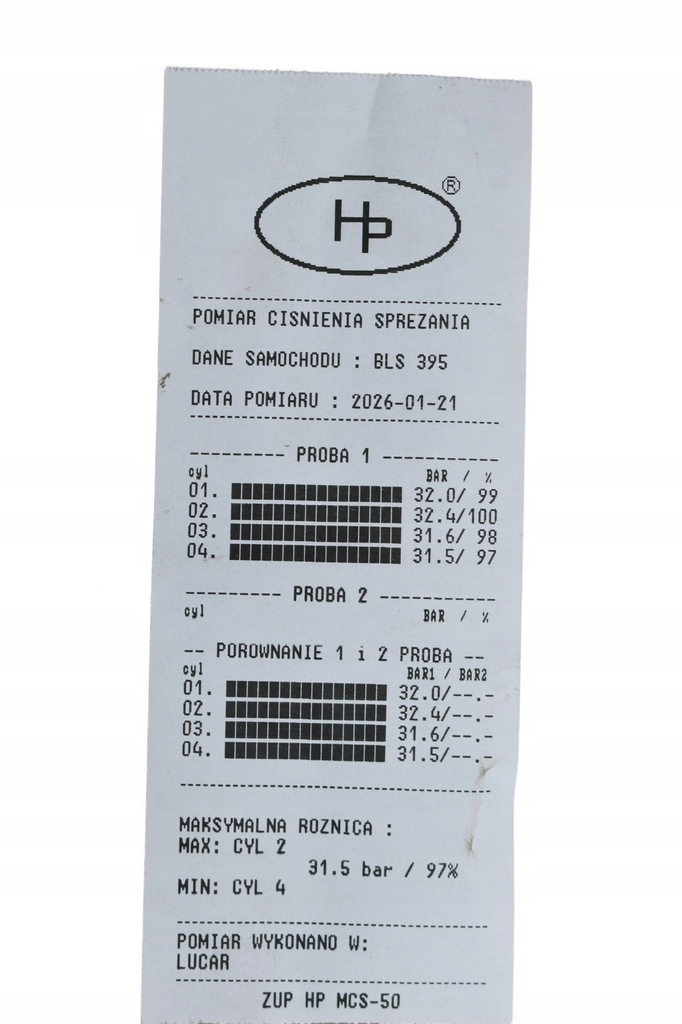 HP ®
POMIAR CISNIENIA SPREZANIA
DANE SAMOCHODU : BLS 395
DATA POMIARU : 2026-01-21
--------- PROBA 1 -----------
cyl BAR / %
01. 32.0/ 99
02. 32.4/100
03. 31.6/ 98
04. 31.5/ 97
--------- PROBA 2 -----------
cyl BAR / %
-- POROWNANIE 1 i 2 PROBA --
cyl BAR1 / BAR2
01. 32.0/--.-
02. 32.4/--.-
03. 31.6/--.-
04. 31.5/--.-
MAKSYMALNA ROZNICA :
MAX: CYL 2
31.5 bar / 97%
MIN: CYL 4
POMIAR WYKONANO W:
LUCAR
ZUP HP MCS-50